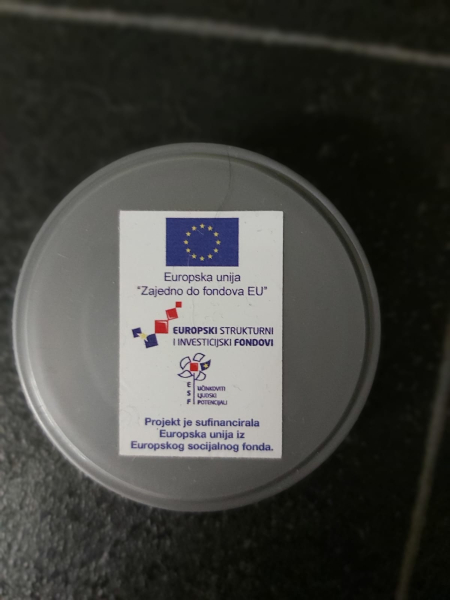 Europska unija
"Zajedno do fondova EU"
EUROPSKI STRUKTURNI
I INVESTICIJSKI FONDOVI
E S F
UČINKOVITI
LJUDSKI
POTENCIJALI
Projekt je sufinancirala
Europska unija iz
Europskog socijalnog fonda.